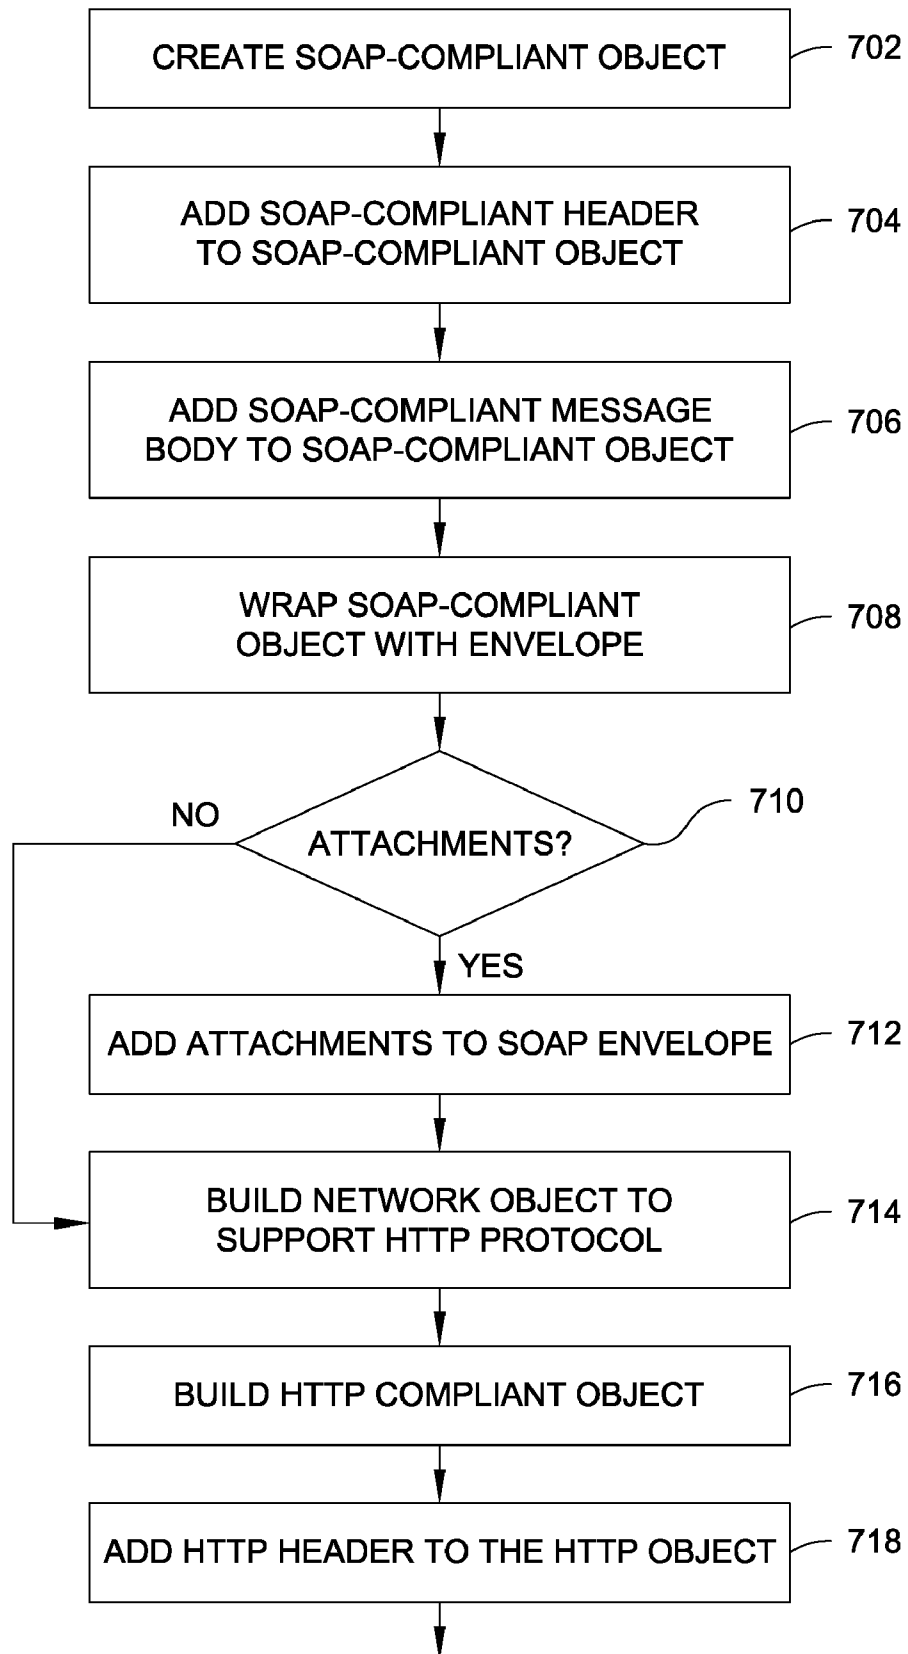 CREATE SOAP-COMPLIANT OBJECT
702
ADD SOAP-COMPLIANT HEADER
TO SOAP-COMPLIANT OBJECT
704
ADD SOAP-COMPLIANT MESSAGE
BODY TO SOAP-COMPLIANT OBJECT
706
WRAP SOAP-COMPLIANT
OBJECT WITH ENVELOPE
708
NO
ATTACHMENTS?
710
YES
ADD ATTACHMENTS TO SOAP ENVELOPE
712
BUILD NETWORK OBJECT TO
SUPPORT HTTP PROTOCOL
714
BUILD HTTP COMPLIANT OBJECT
716
ADD HTTP HEADER TO THE HTTP OBJECT
718